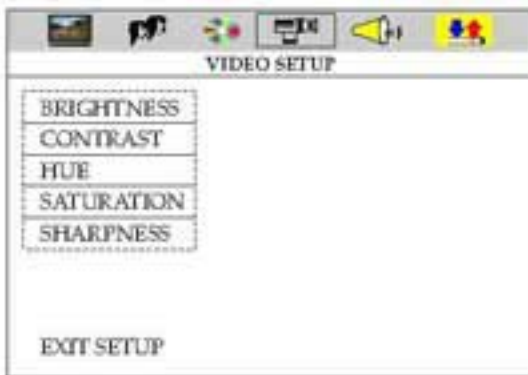 VIDEO SETUP
BRIGHTNESS
CONTRAST
HUE
SATURATION
SHARPNESS
EXIT SETUP